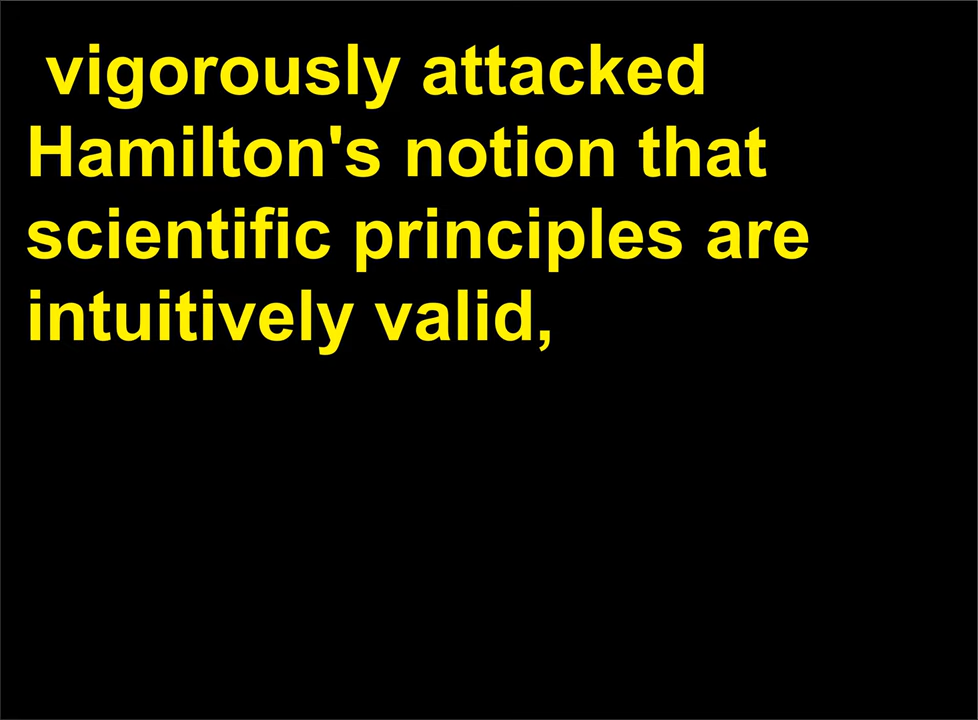 vigorously attacked
Hamilton's notion that
scientific principles are
intuitively valid,